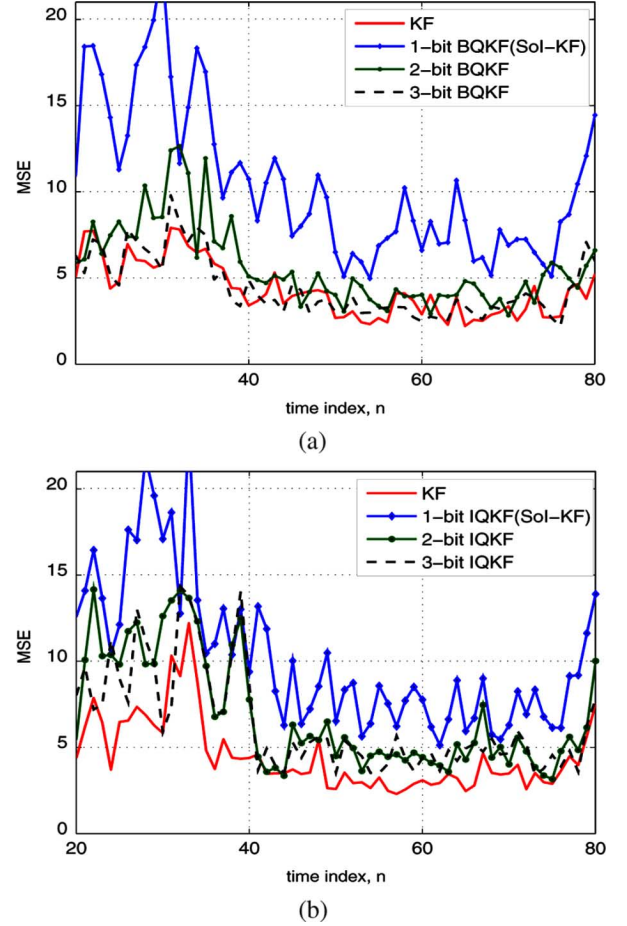 20
15
10
5
0
MSE
KF
1-bit BQKF(SoI-KF)
2-bit BQKF
3-bit BQKF
40
60
80
time index, n
(a)
20
15
10
5
0
MSE
KF
1-bit IQKF(SoI-KF)
2-bit IQKF
3-bit IQKF
20
40
60
80
time index, n
(b)